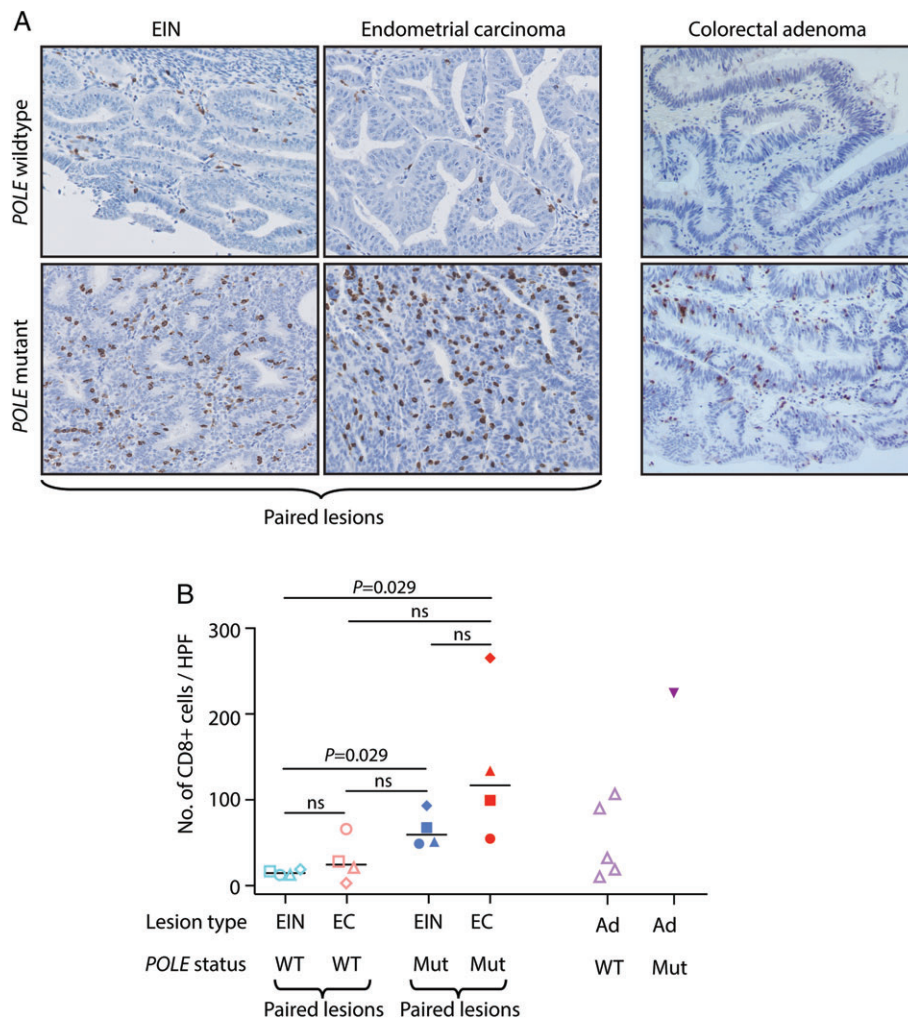 A
EIN
Endometrial carcinoma
Colorectal adenoma
POLE wildtype
POLE mutant
Paired lesions
B
No. of CD8+ cells / HPF
P=0.029
ns
ns
300
200
P=0.029
ns
ns
100
0
Lesion type EIN EC EIN EC Ad Ad
POLE status WT WT Mut Mut WT Mut
Paired lesions Paired lesions